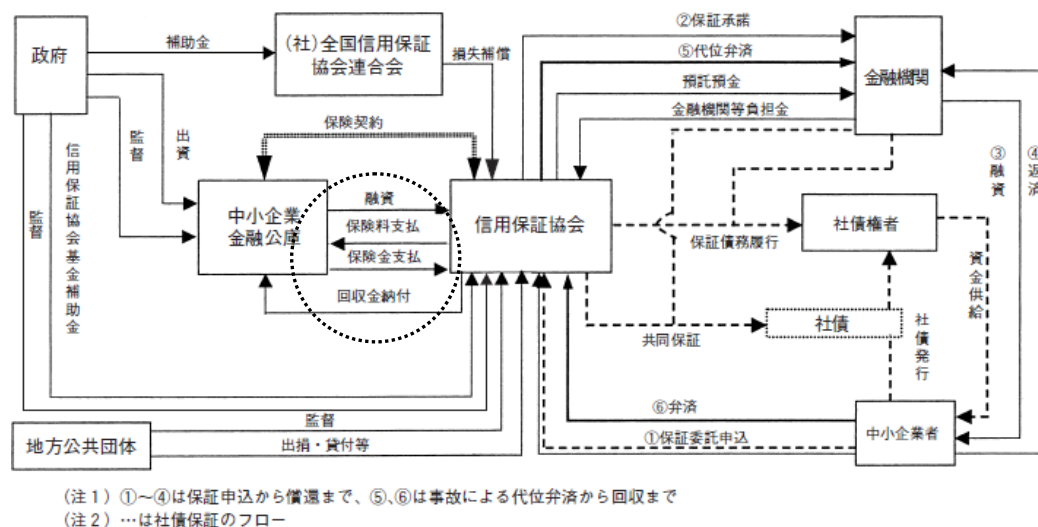 政府
補助金
(社)全国信用保証
協会連合会
損失補償
②保証承諾
⑤代位弁済
預託預金
金融機関等負担金
金融機関
監督
出資
保険契約
信用保証協会基金補助金
監督
中小企業
金融公庫
融資
保険料支払
保険金支払
回収金納付
信用保証協会
保証債務履行
社債権者
③融資
④返済
資金供給
共同保証
社債
社債発行
監督
⑥弁済
地方公共団体
出捐・貸付等
①保証委託申込
中小企業者
(注1)①～④は保証申込から償還まで、⑤、⑥は事故による代位弁済から回収まで
(注2)…は社債保証のフロー